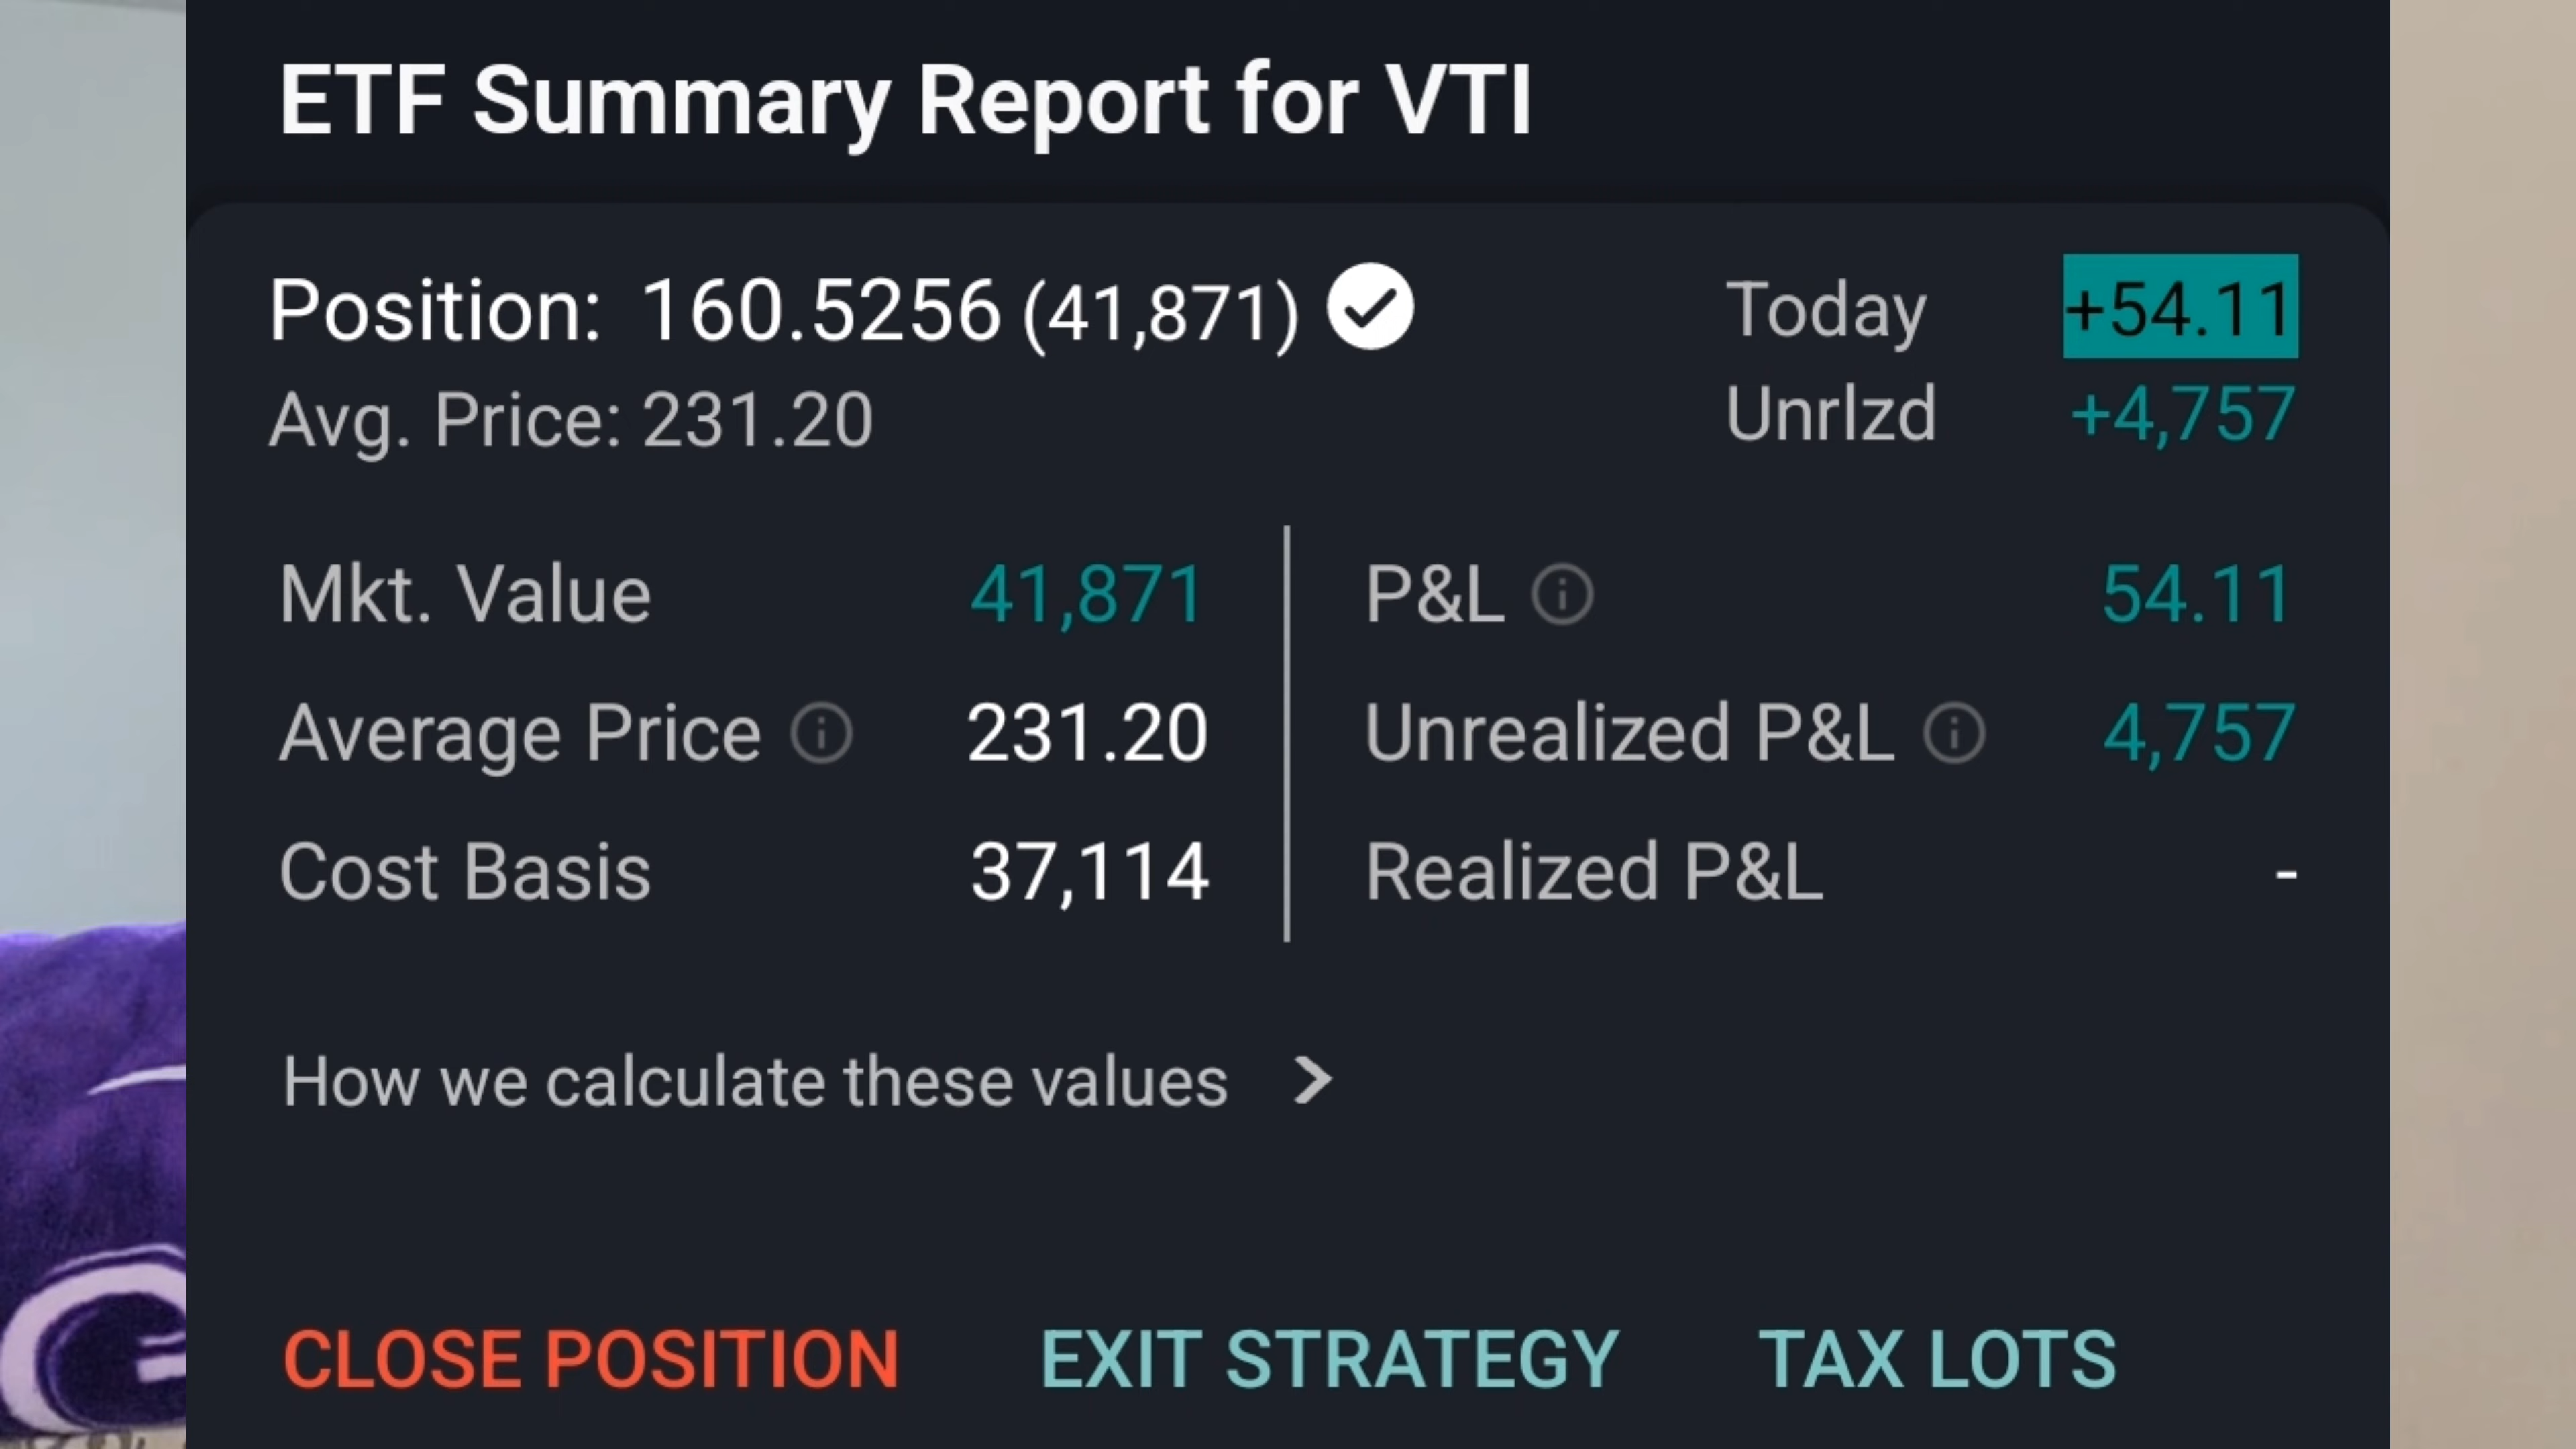 ETF Summary Report for VTI
Position: 160.5256 (41,871)
Today +54.11
Avg. Price: 231.20
Unrlzd +4,757
Mkt. Value 41,871
P&L 54.11
Average Price 231.20
Unrealized P&L 4,757
Cost Basis 37,114
Realized P&L -
How we calculate these values >
CLOSE POSITION EXIT STRATEGY TAX LOTS